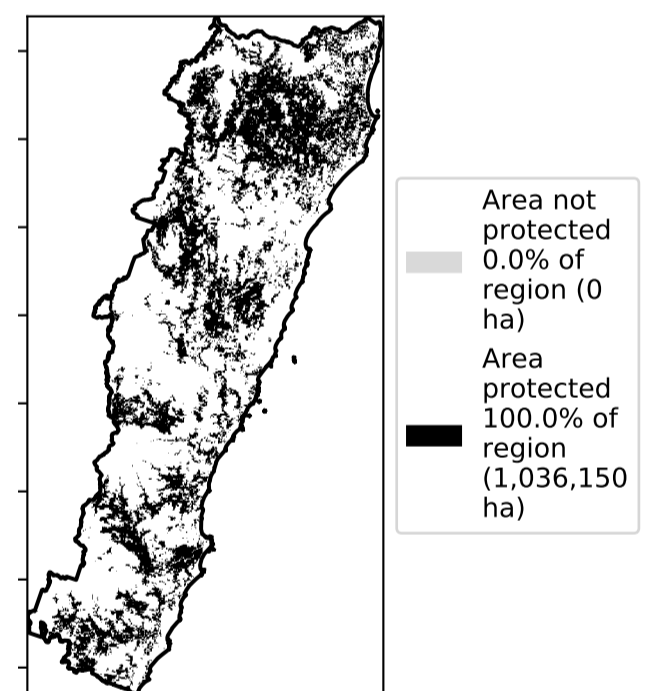 Area not
protected
0.0% of
region (0
ha)
Area
protected
100.0% of
region
(1,036,150
ha)